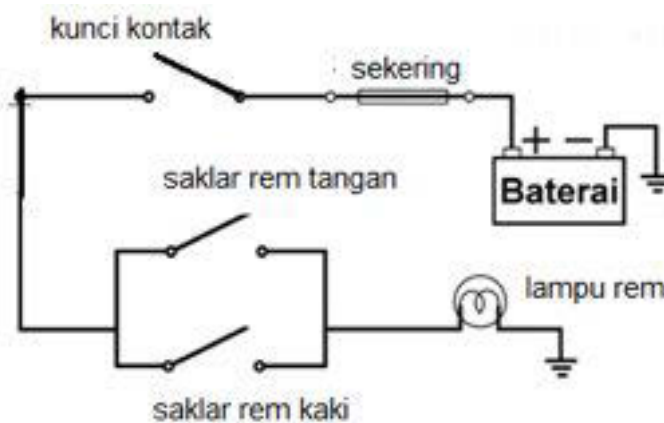 kunci kontak
sekering
+ −
saklar rem tangan
Baterai
lampu rem
saklar rem kaki